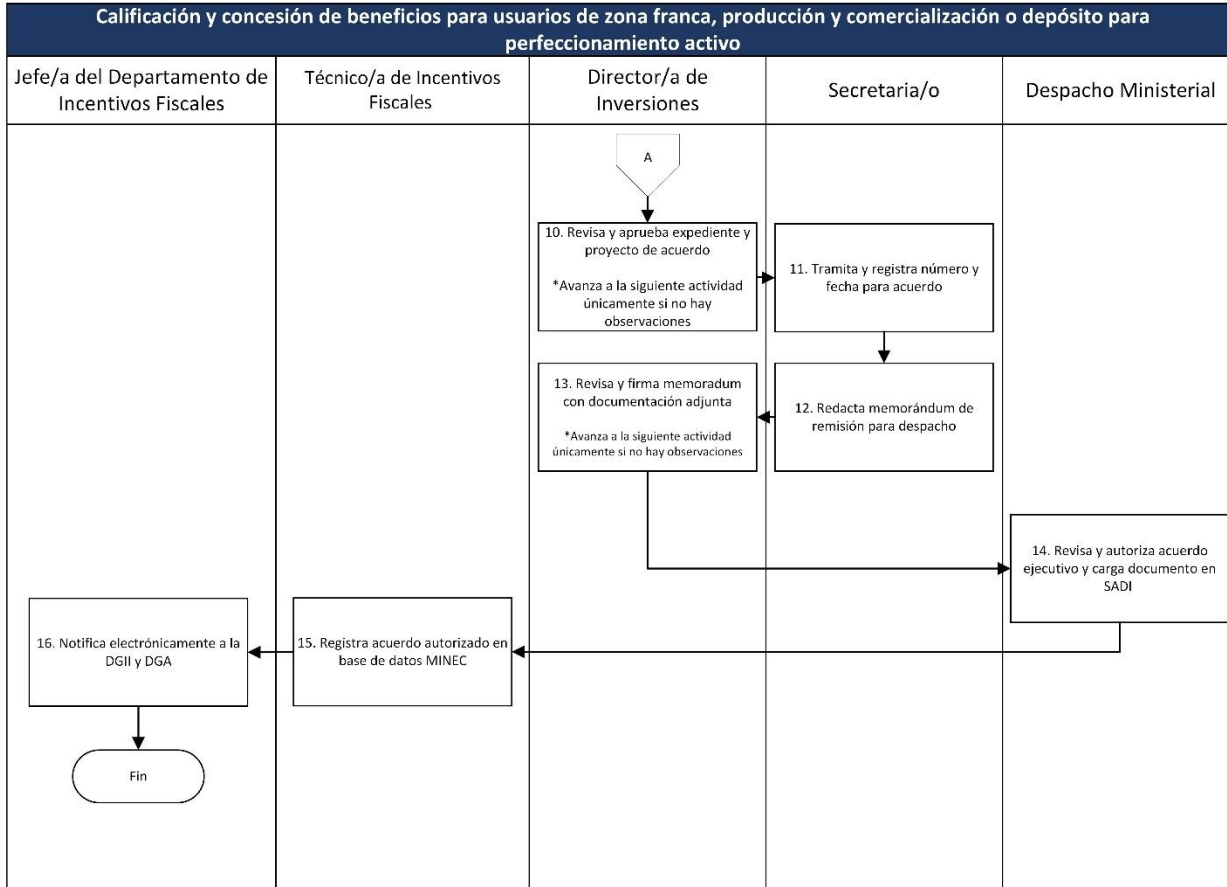 Calificación y concesión de beneficios para usuarios de zona franca, producción y comercialización o depósito para
perfeccionamiento activo
Jefe/a del Departamento de
Incentivos Fiscales
Técnico/a de Incentivos
Fiscales
Director/a de
Inversiones
Secretaria/o
Despacho Ministerial
A
10. Revisa y aprueba expediente y
proyecto de acuerdo
*Avanza a la siguiente actividad
únicamente si no hay
observaciones
11. Tramita y registra número y
fecha para acuerdo
12. Redacta memorándum de
remisión para despacho
13. Revisa y firma memoradum
con documentación adjunta
*Avanza a la siguiente actividad
únicamente si no hay observaciones
14. Revisa y autoriza acuerdo
ejecutivo y carga documento en
SADI
15. Registra acuerdo autorizado en
base de datos MINEC
16. Notifica electrónicamente a la
DGII y DGA
Fin